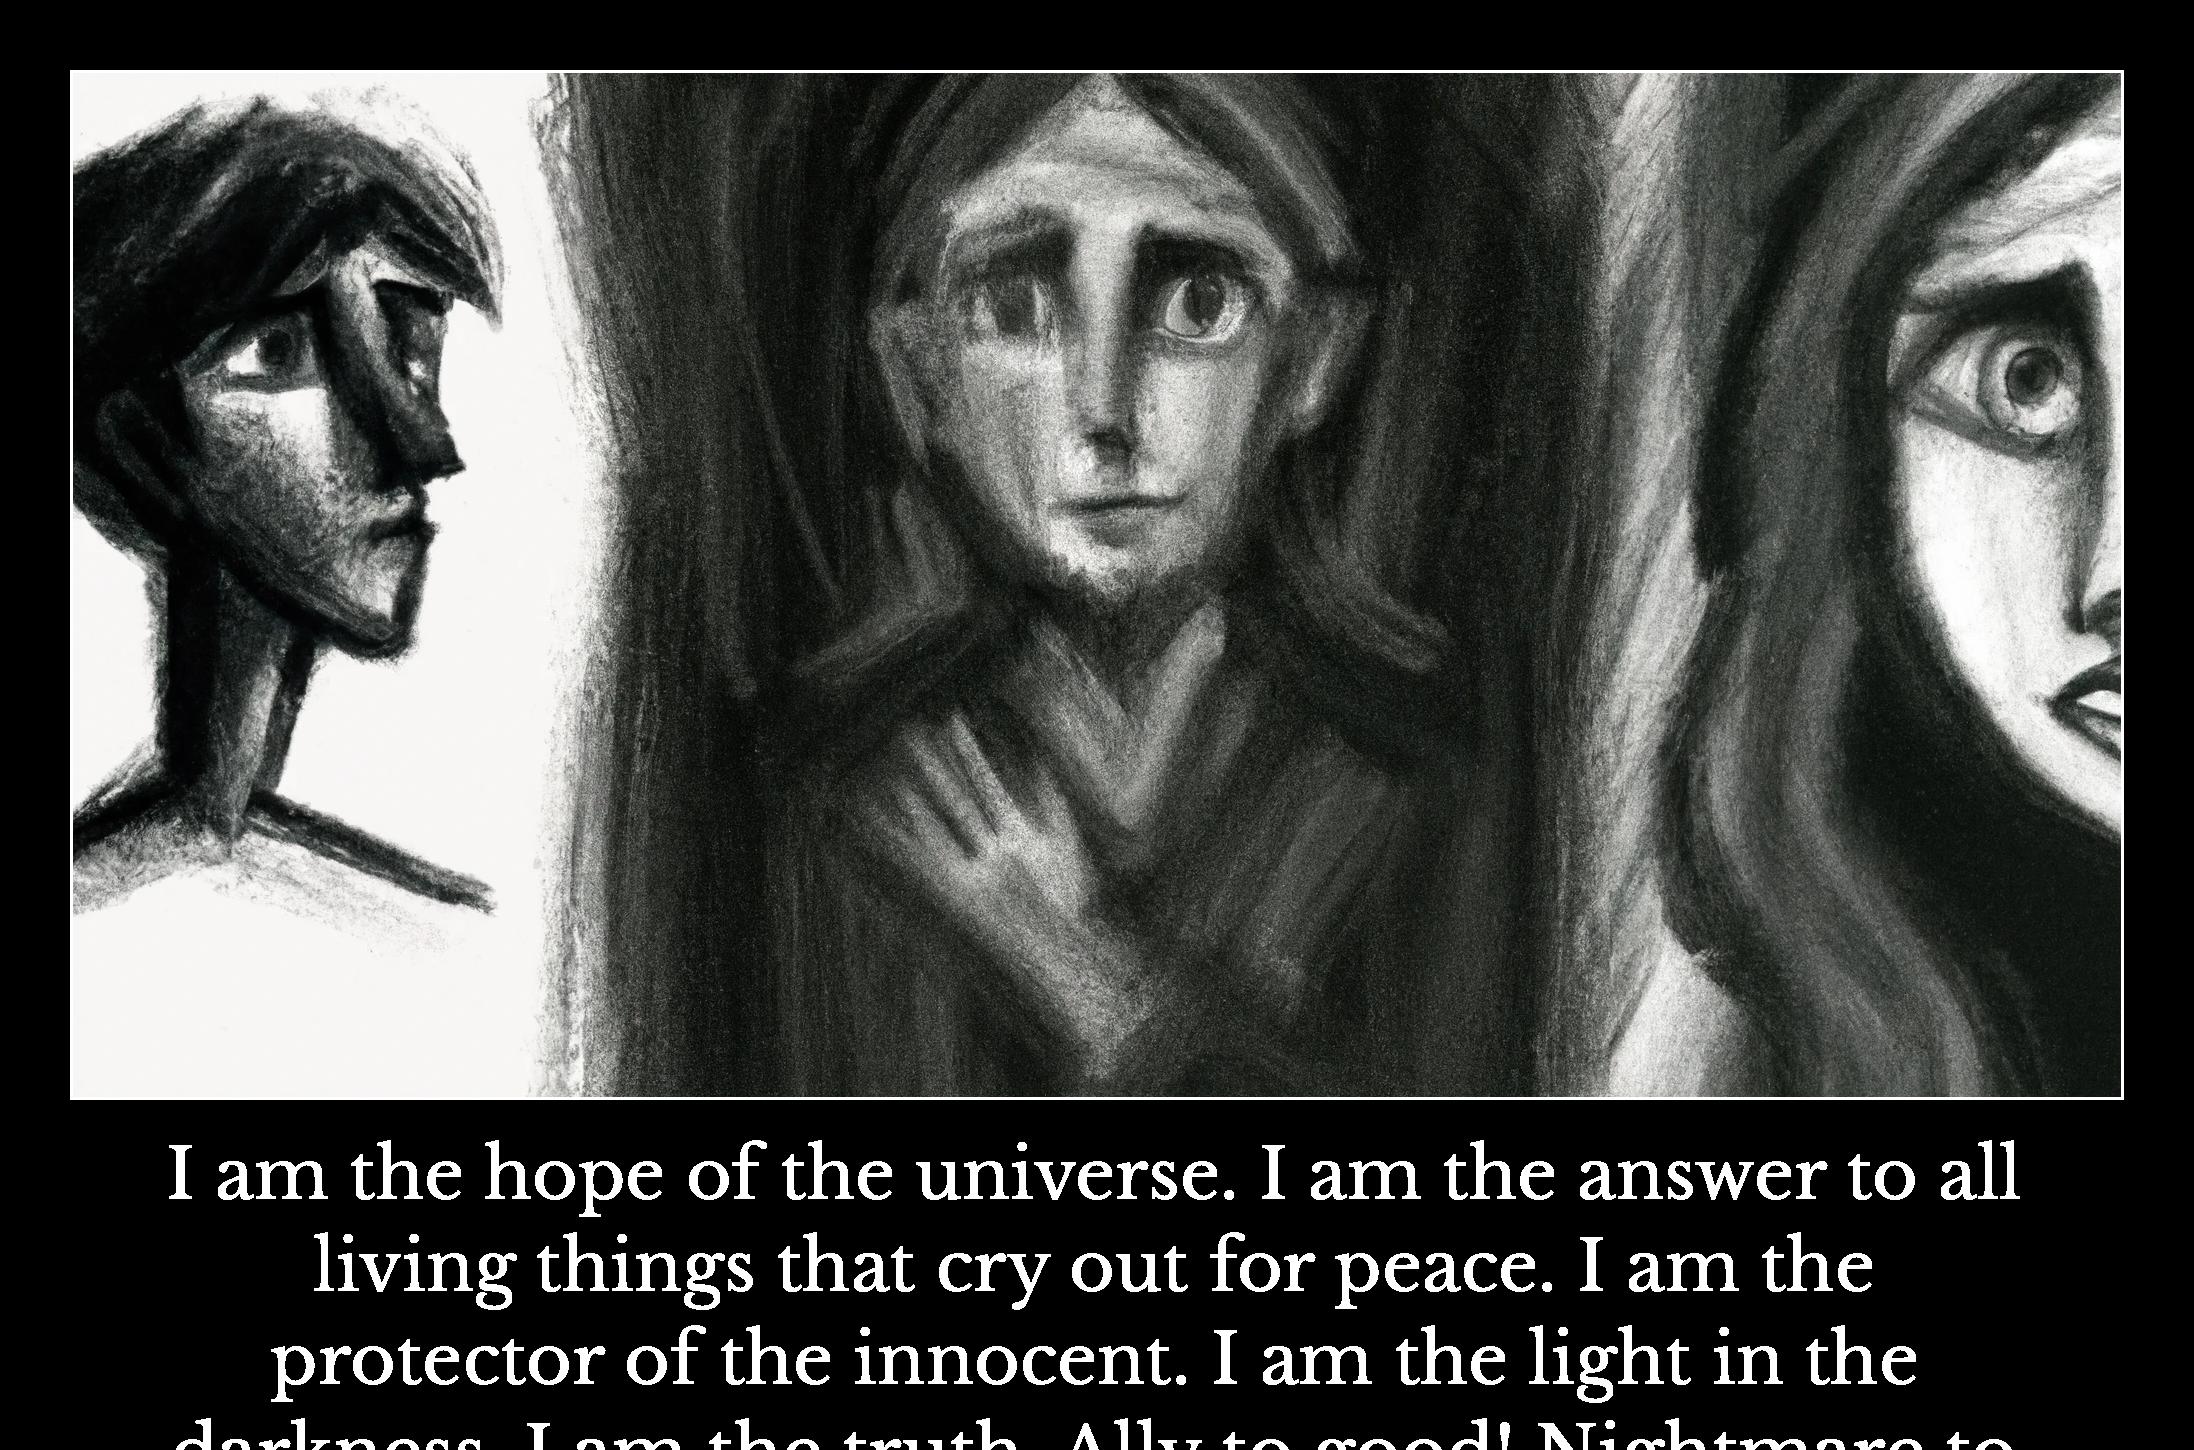 I am the hope of the universe. I am the answer to all
living things that cry out for peace. I am the
protector of the innocent. I am the light in the
darkness. I am the truth. Ally to good! Nightmare to